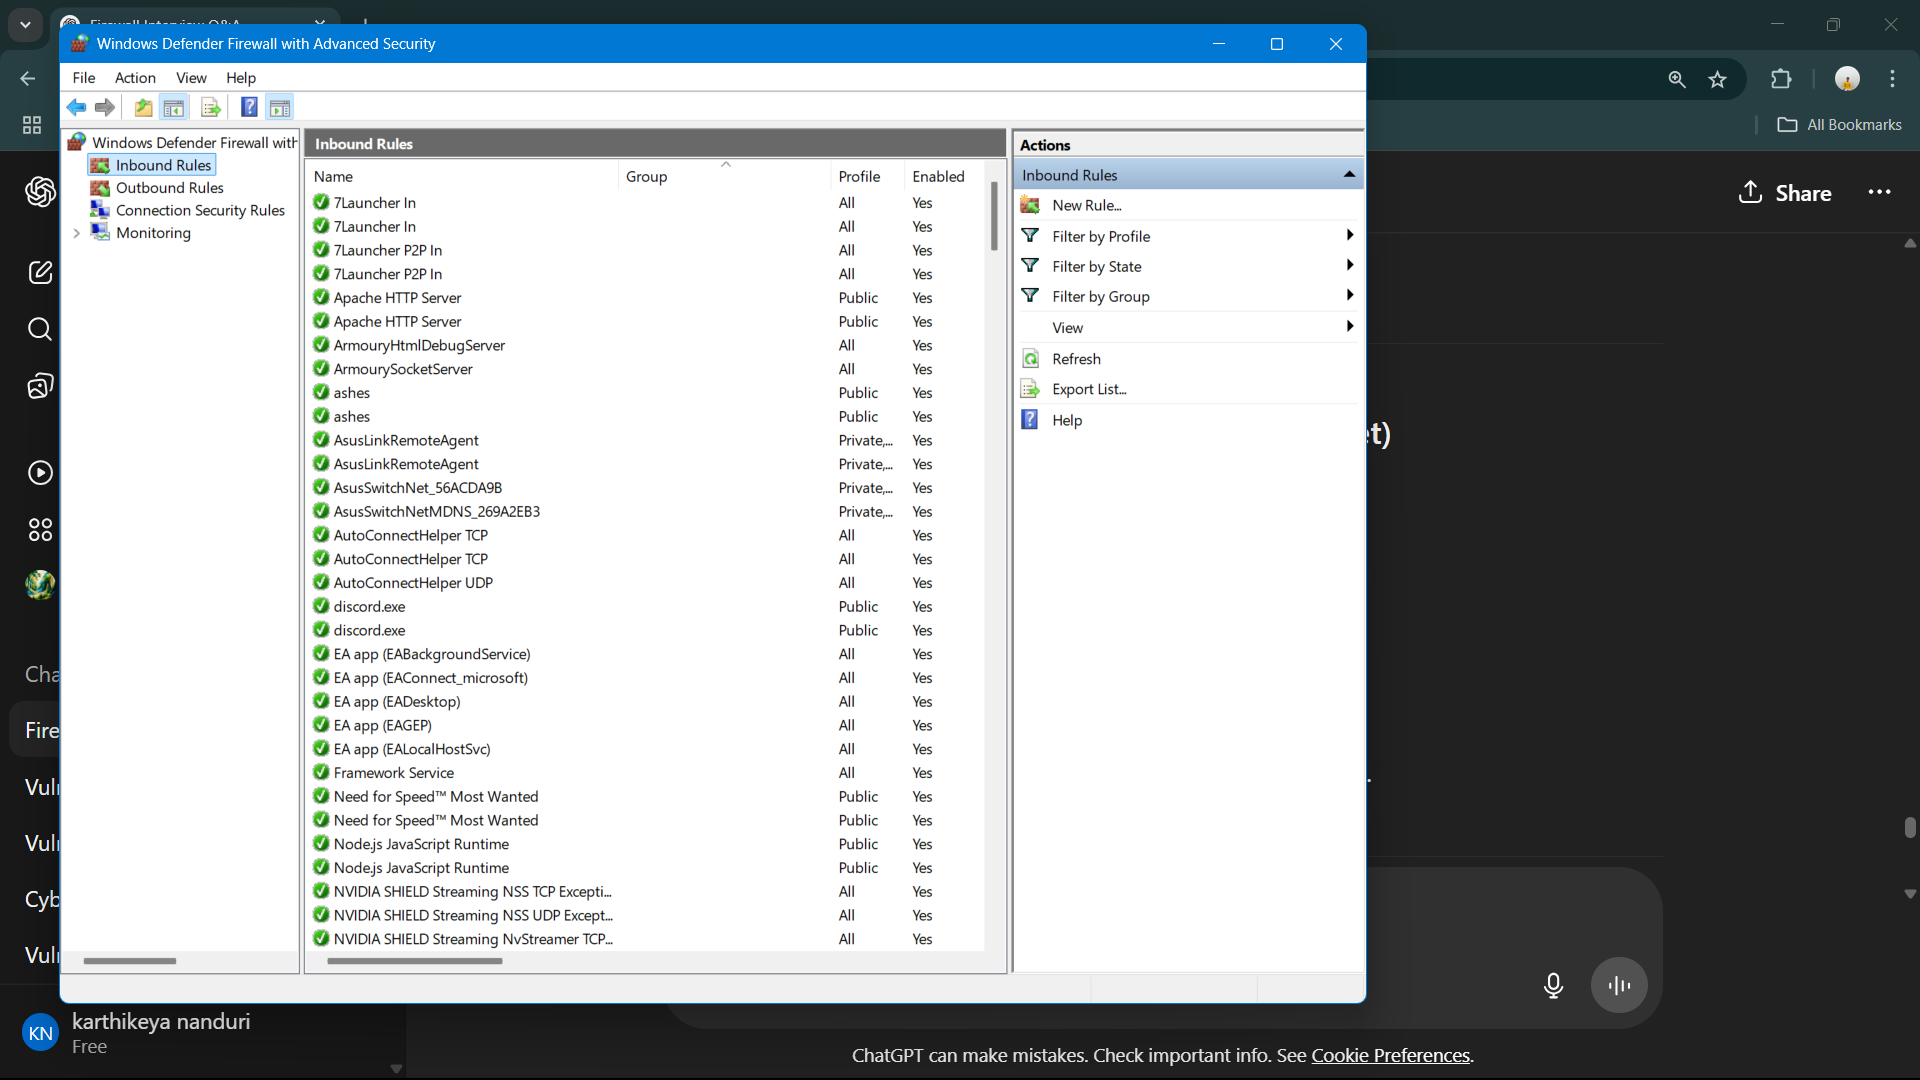 Windows Defender Firewall with Advanced Security
File Action View Help
All Bookmarks
Windows Defender Firewall with
Inbound Rules
Outbound Rules
Connection Security Rules
Monitoring
Inbound Rules
Name Group Profile Enabled
7Launcher In All Yes
7Launcher In All Yes
7Launcher P2P In All Yes
7Launcher P2P In All Yes
Apache HTTP Server Public Yes
Apache HTTP Server Public Yes
ArmouryHtmlDebugServer All Yes
ArmourySocketServer All Yes
ashes Public Yes
ashes Public Yes
AsusLinkRemoteAgent Private,... Yes
AsusLinkRemoteAgent Private,... Yes
AsusSwitchNet_56ACDA9B Private,... Yes
AsusSwitchNetMDNS_269A2EB3 Private,... Yes
AutoConnectHelper TCP All Yes
AutoConnectHelper TCP All Yes
AutoConnectHelper UDP All Yes
discord.exe Public Yes
discord.exe Public Yes
EA app (EABackgroundService) All Yes
EA app (EAConnect_microsoft) All Yes
EA app (EADesktop) All Yes
EA app (EAGEP) All Yes
EA app (EALocalHostSvc) All Yes
Framework Service All Yes
Need for Speed™ Most Wanted Public Yes
Need for Speed™ Most Wanted Public Yes
Node.js JavaScript Runtime Public Yes
Node.js JavaScript Runtime Public Yes
NVIDIA SHIELD Streaming NSS TCP Excepti... All Yes
NVIDIA SHIELD Streaming NSS UDP Except... All Yes
NVIDIA SHIELD Streaming NvStreamer TCP... All Yes
Actions
Inbound Rules
New Rule...
Filter by Profile
Filter by State
Filter by Group
View
Refresh
Export List...
Help
Share
t)
Cha
Fire
Vuln
Vuln
Cyb
Vuln
KN
karthikeya nanduri
Free
ChatGPT can make mistakes. Check important info. See Cookie Preferences.